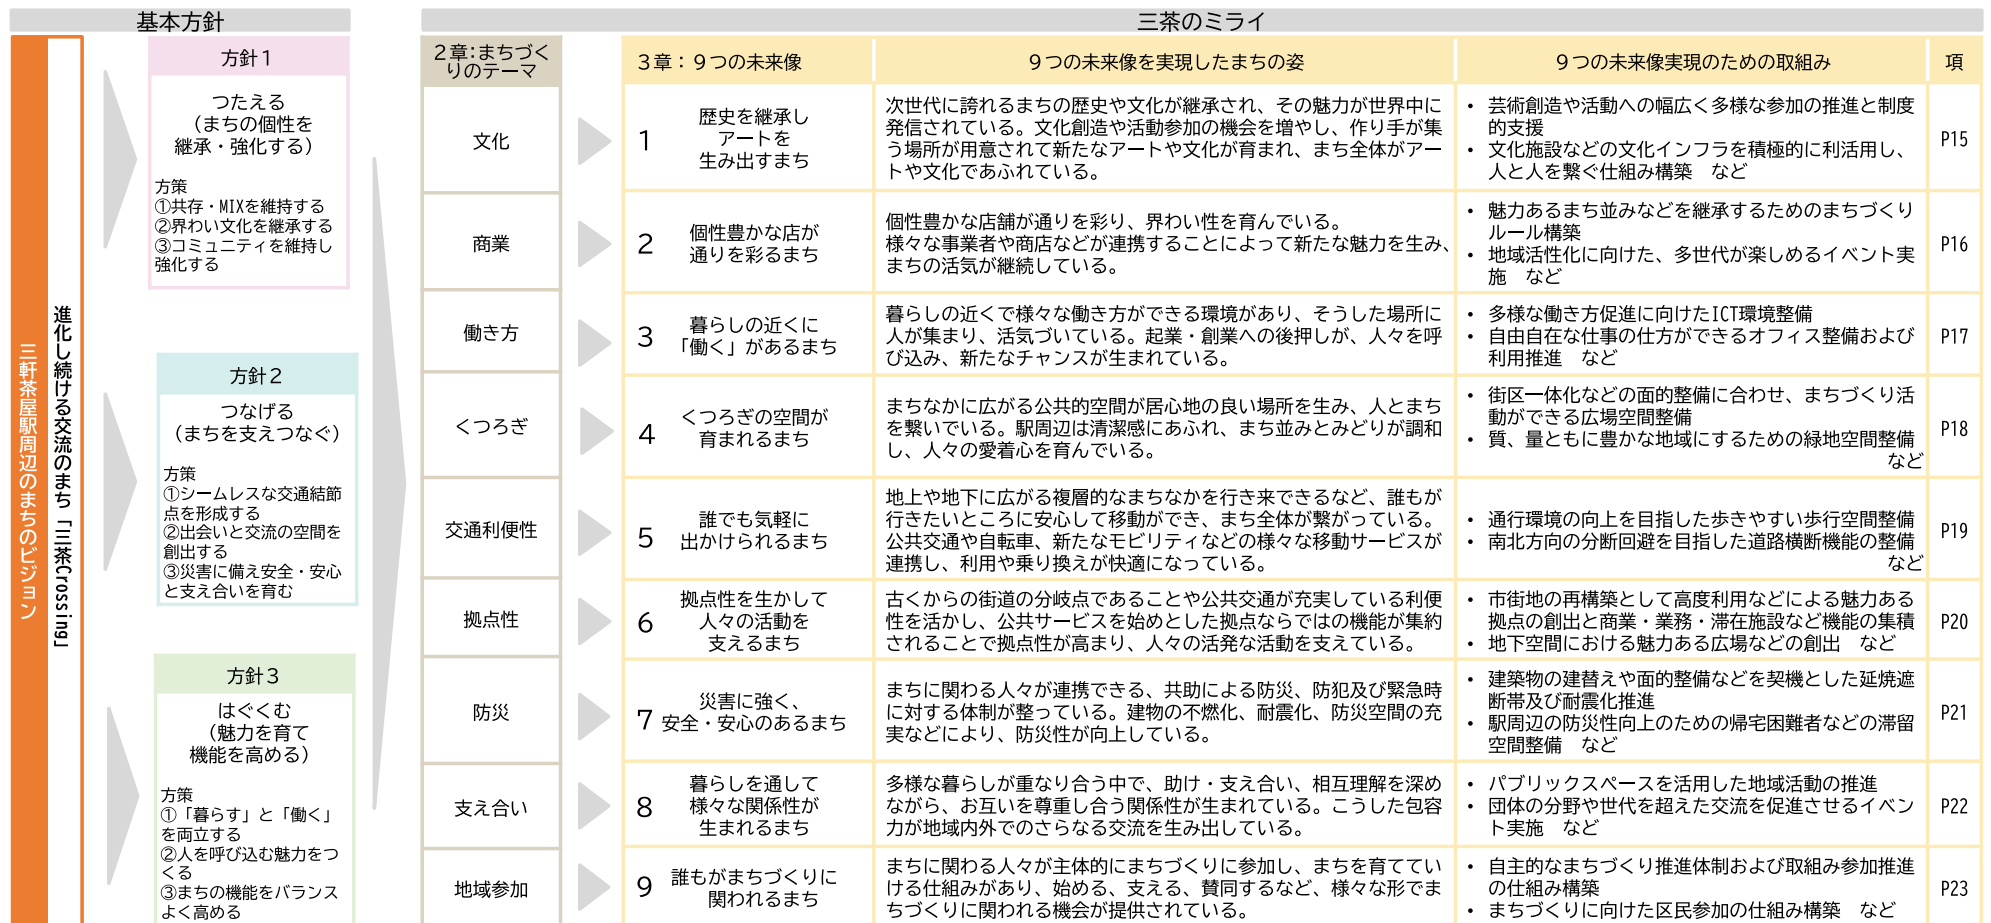 基本方針
三軒茶屋駅周辺のまちのビジョン
進化し続ける交流のまち「三茶Crossing」
方針１
つたえる
（まちの個性を
継承・強化する）
方策
①共存・MIXを維持する
②界わい文化を継承する
③コミュニティを維持し
強化する
方針２
つなげる
（まちを支えつなぐ）
方策
①シームレスな交通結節
点を形成する
②出会いと交流の空間を
創出する
③災害に備え安全・安心
と支え合いを育む
方針３
はぐくむ
（魅力を育て
機能を高める）
方策
①「暮らす」と「働く」
を両立する
②人を呼び込む魅力をつ
くる
③まちの機能をバランス
よく高める
三茶のミライ
２章：まちづく
りのテーマ
３章：９つの未来像
９つの未来像を実現したまちの姿
９つの未来像実現のための取組み
項
文化
1
歴史を継承し
アートを
生み出すまち
次世代に誇れるまちの歴史や文化が継承され、その魅力が世界中に
発信されている。文化創造や活動参加の機会を増やし、作り手が集
う場所が用意されて新たなアートや文化が育まれ、まち全体がアー
トや文化であふれている。
• 芸術創造や活動への幅広く多様な参加の推進と制度
的支援
• 文化施設などの文化インフラを積極的に利活用し、
人と人を繋ぐ仕組み構築　など
P15
商業
2
個性豊かな店が
通りを彩るまち
個性豊かな店舗が通りを彩り、界わい性を育んでいる。
様々な事業者や商店などが連携することによって新たな魅力を生み、
まちの活気が継続している。
• 魅力あるまち並みなどを継承するためのまちづくり
ルール構築
• 地域活性化に向けた、多世代が楽しめるイベント実
施　など
P16
働き方
3
暮らしの近くに
「働く」があるまち
暮らしの近くで様々な働き方ができる環境があり、そうした場所に
人が集まり、活気づいている。起業・創業への後押しが、人々を呼
び込み、新たなチャンスが生まれている。
• 多様な働き方促進に向けたICT環境整備
• 自由自在な仕事の仕方ができるオフィス整備および
利用推進　など
P17
くつろぎ
4
くつろぎの空間が
育まれるまち
まちなかに広がる公共的空間が居心地の良い場所を生み、人とまち
を繋いでいる。駅周辺は清潔感にあふれ、まち並みとみどりが調和
し、人々の愛着心を育んでいる。
• 街区一体化などの面的整備に合わせ、まちづくり活
動ができる広場空間整備
• 質、量ともに豊かな地域にするための緑地空間整備
など
P18
交通利便性
5
誰でも気軽に
出かけられるまち
地上や地下に広がる複層的なまちなかを行き来できるなど、誰もが
行きたいところに安心して移動ができ、まち全体が繋がっている。
公共交通や自転車、新たなモビリティなどの様々な移動サービスが
連携し、利用や乗り換えが快適になっている。
• 通行環境の向上を目指した歩きやすい歩行空間整備
• 南北方向の分断回避を目指した道路横断機能の整備
など
P19
拠点性
6
拠点性を生かして
人々の活動を
支えるまち
古くからの街道の分岐点であることや公共交通が充実している利便
性を活かし、公共サービスを始めとした拠点ならではの機能が集約
されることで拠点性が高まり、人々の活発な活動を支えている。
• 市街地の再構築として高度利用などによる魅力ある
拠点の創出と商業・業務・滞在施設など機能の集積
• 地下空間における魅力ある広場などの創出　など
P20
防災
7
災害に強く、
安全・安心のあるまち
まちに関わる人々が連携できる、共助による防災、防犯及び緊急時
に対する体制が整っている。建物の不燃化、耐震化、防災空間の充
実などにより、防災性が向上している。
• 建築物の建替えや面的整備などを契機とした延焼遮
断帯及び耐震化推進
• 駅周辺の防災性向上のための帰宅困難者などの滞留
空間整備　など
P21
支え合い
8
暮らしを通して
様々な関係性が
生まれるまち
多様な暮らしが重なり合う中で、助け・支え合い、相互理解を深め
ながら、お互いを尊重し合う関係性が生まれている。こうした包容
力が地域内外でのさらなる交流を生み出している。
• パブリックスペースを活用した地域活動の推進
• 団体の分野や世代を超えた交流を促進させるイベン
ト実施　など
P22
地域参加
9
誰もがまちづくりに
関われるまち
まちに関わる人々が主体的にまちづくりに参加し、まちを育ててい
ける仕組みがあり、始める、支える、賛同するなど、様々な形でま
ちづくりに関われる機会が提供されている。
• 自主的なまちづくり推進体制および取組み参加推進
の仕組み構築
• まちづくりに向けた区民参加の仕組み構築　など
P23